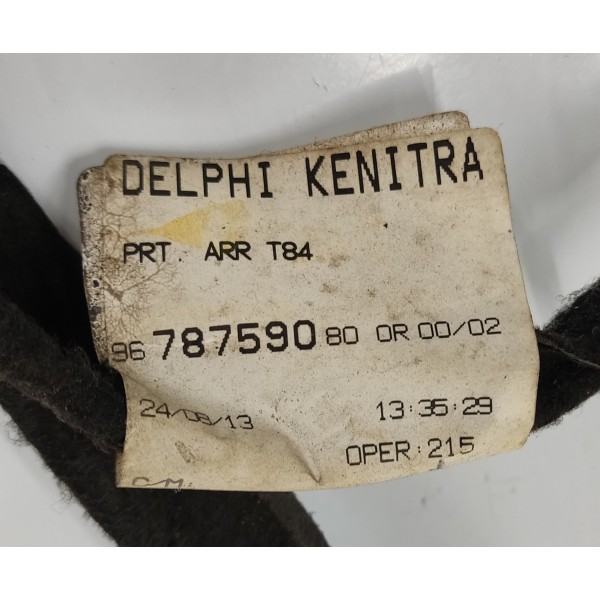 DELPHI KENITRA
PRT. ARR T84
96 787590 80 OR 00/02
24/08/13 13:35:29
OPER:215